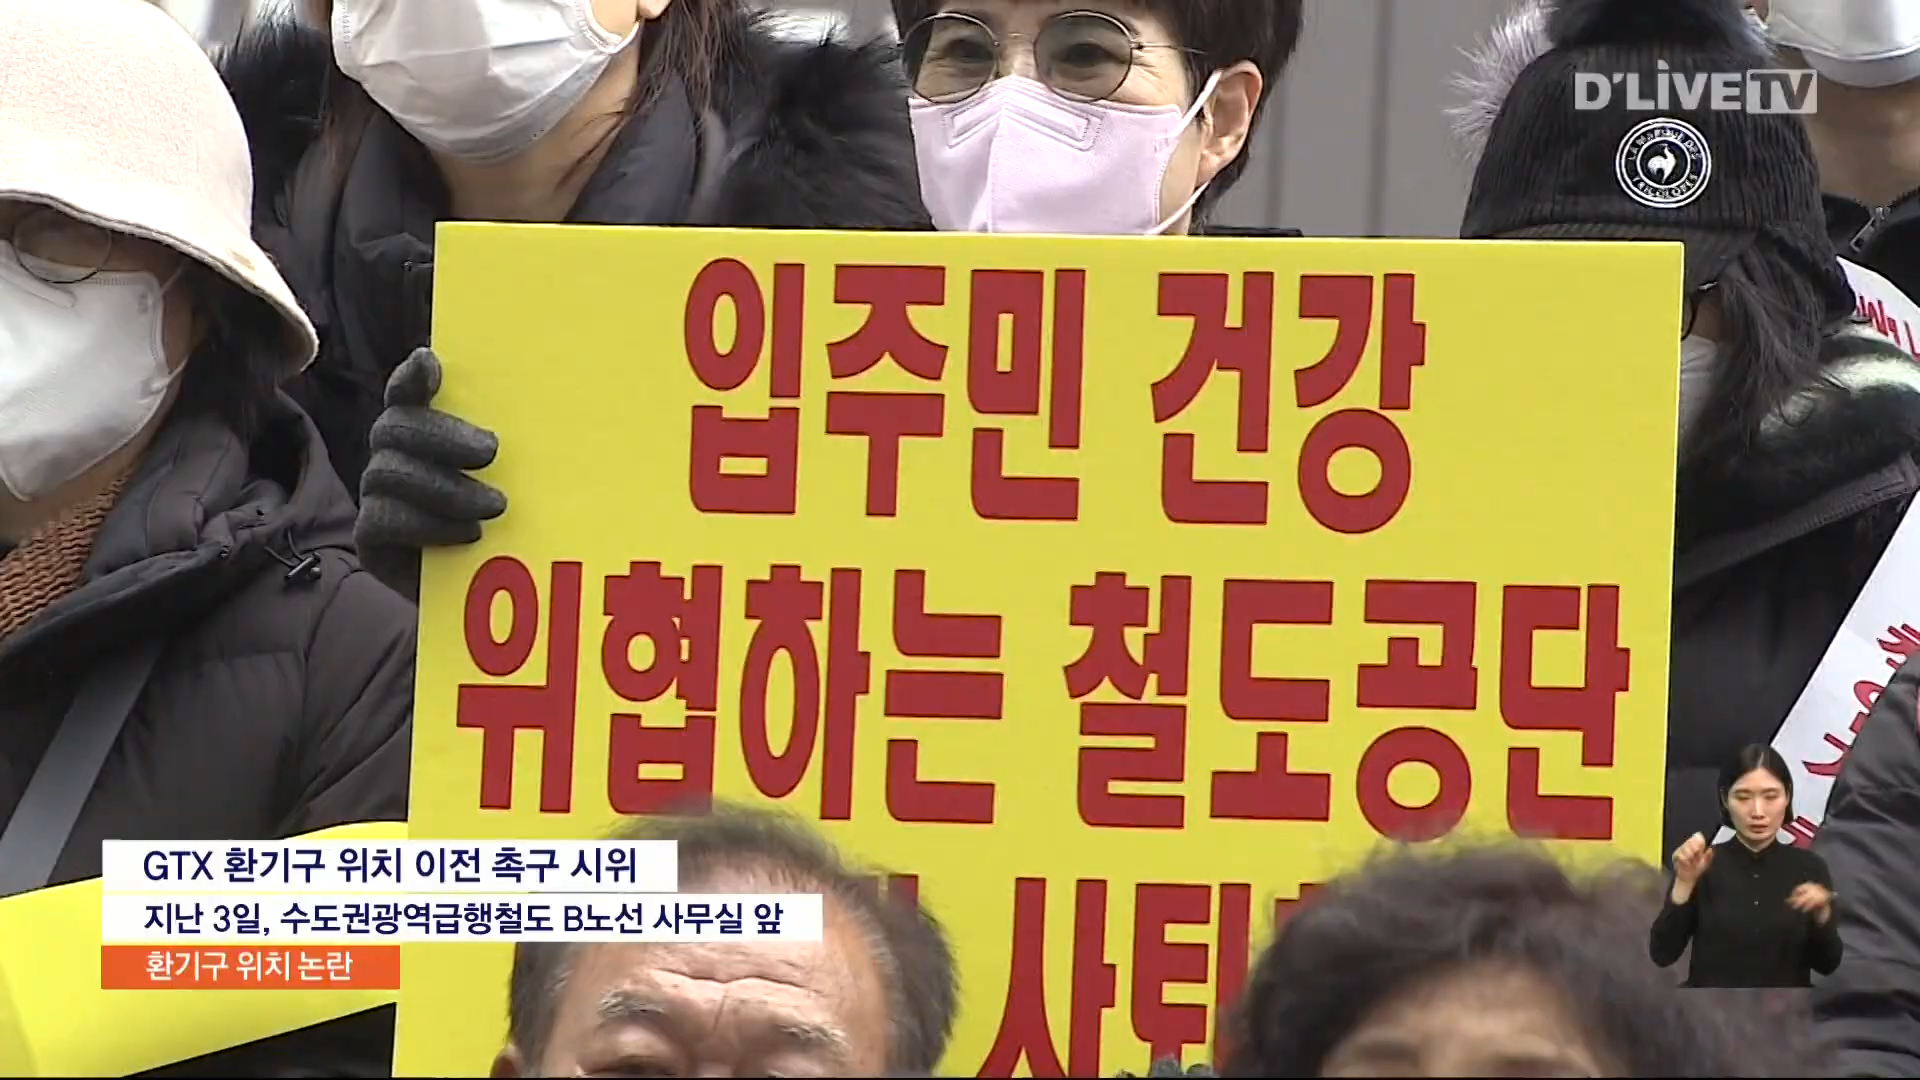 D'LIVE TV
입주민 건강
위협하는 철도공단
사퇴
GTX 환기구 위치 이전 촉구 시위
지난 3일, 수도권광역급행철도 B노선 사무실 앞
환기구 위치 논란